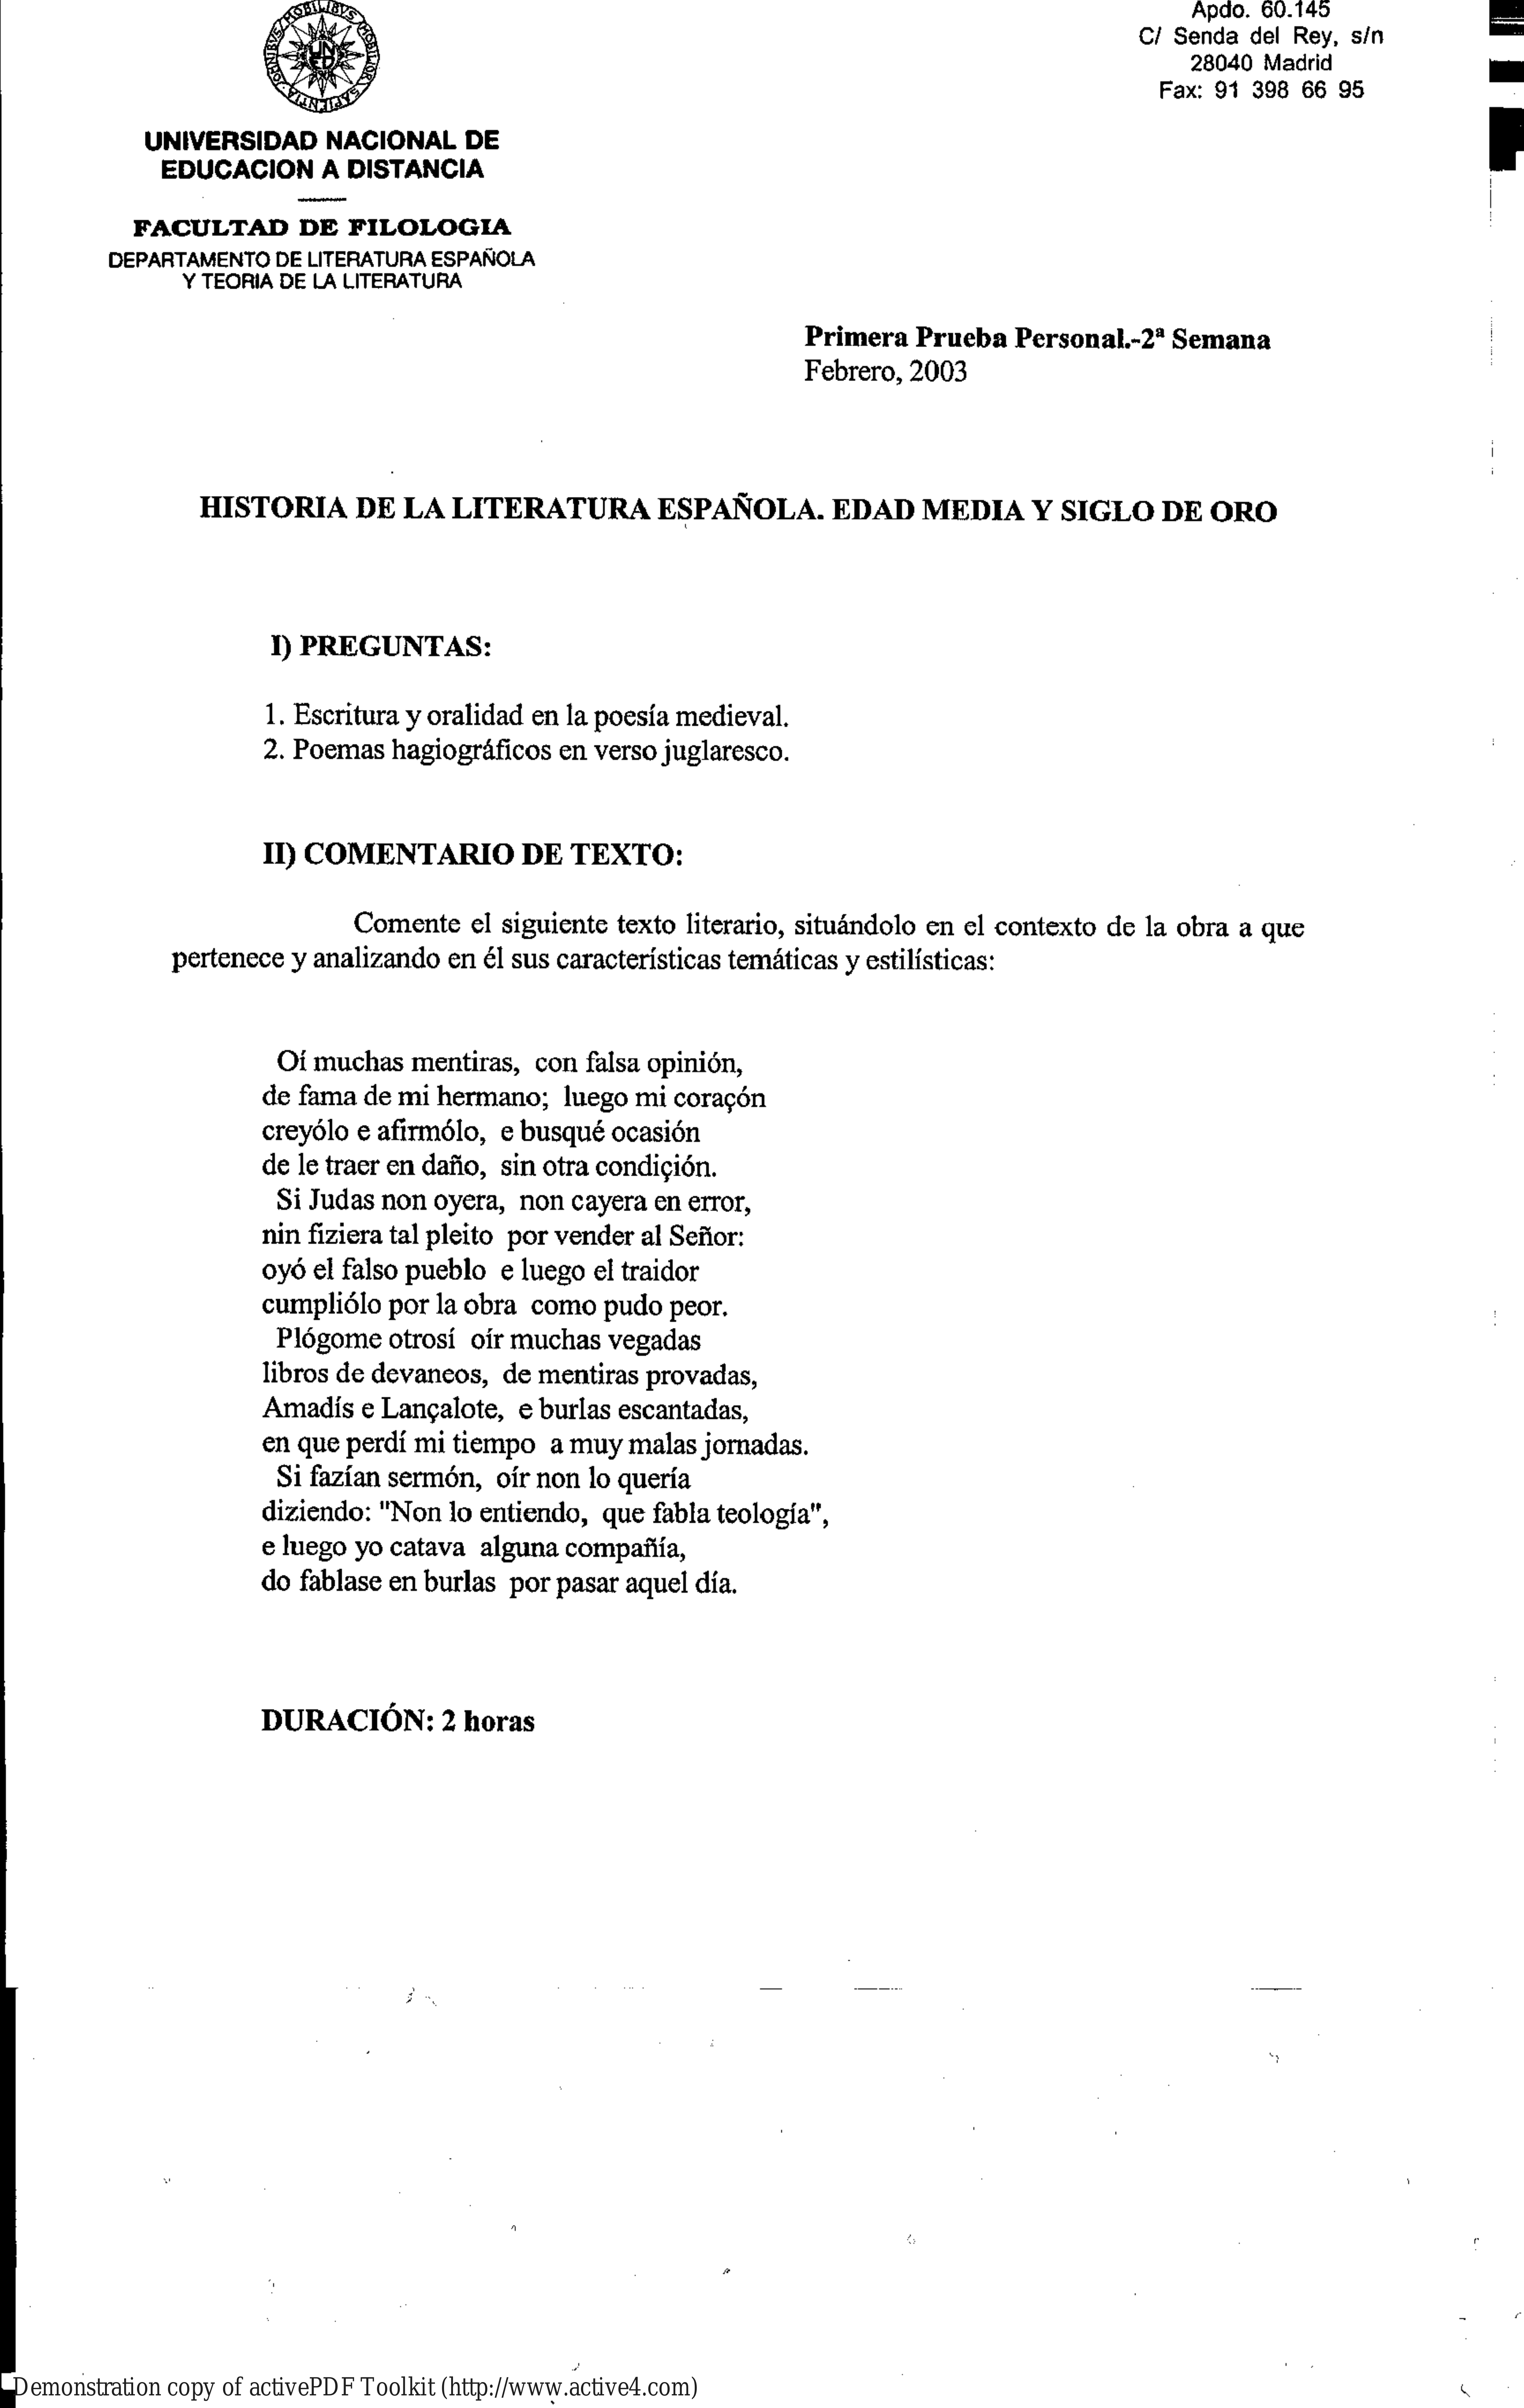 Apdo. 60.145
C/ Senda del Rey, s/n
28040 Madrid
Fax: 91 398 66 95
UNED
UNIVERSIDAD NACIONAL DE
EDUCACION A DISTANCIA
FACULTAD DE FILOLOGIA
DEPARTAMENTO DE LITERATURA ESPAÑOLA
Y TEORIA DE LA LITERATURA
Primera Prueba Personal.-2ª Semana
Febrero, 2003
HISTORIA DE LA LITERATURA ESPAÑOLA. EDAD MEDIA Y SIGLO DE ORO
I) PREGUNTAS:
1. Escritura y oralidad en la poesía medieval.
2. Poemas hagiográficos en verso juglaresco.
II) COMENTARIO DE TEXTO:
Comente el siguiente texto literario, situándolo en el contexto de la obra a que
pertenece y analizando en él sus características temáticas y estilísticas:
Oí muchas mentiras, con falsa opinión,
de fama de mi hermano; luego mi coraçón
creyólo e afirmólo, e busqué ocasión
de le traer en daño, sin otra condiçión.
Si Judas non oyera, non cayera en error,
nin fiziera tal pleito por vender al Señor:
oyó el falso pueblo e luego el traidor
cumpliólo por la obra como pudo peor.
Plógome otrosí oír muchas vegadas
libros de devaneos, de mentiras provadas,
Amadís e Lançalote, e burlas escantadas,
en que perdí mi tiempo a muy malas jornadas.
Si fazían sermón, oír non lo quería
diziendo: "Non lo entiendo, que fabla teología",
e luego yo catava alguna compañía,
do fablase en burlas por pasar aquel día.
DURACIÓN: 2 horas
Demonstration copy of activePDF Toolkit (http://www.active4.com)